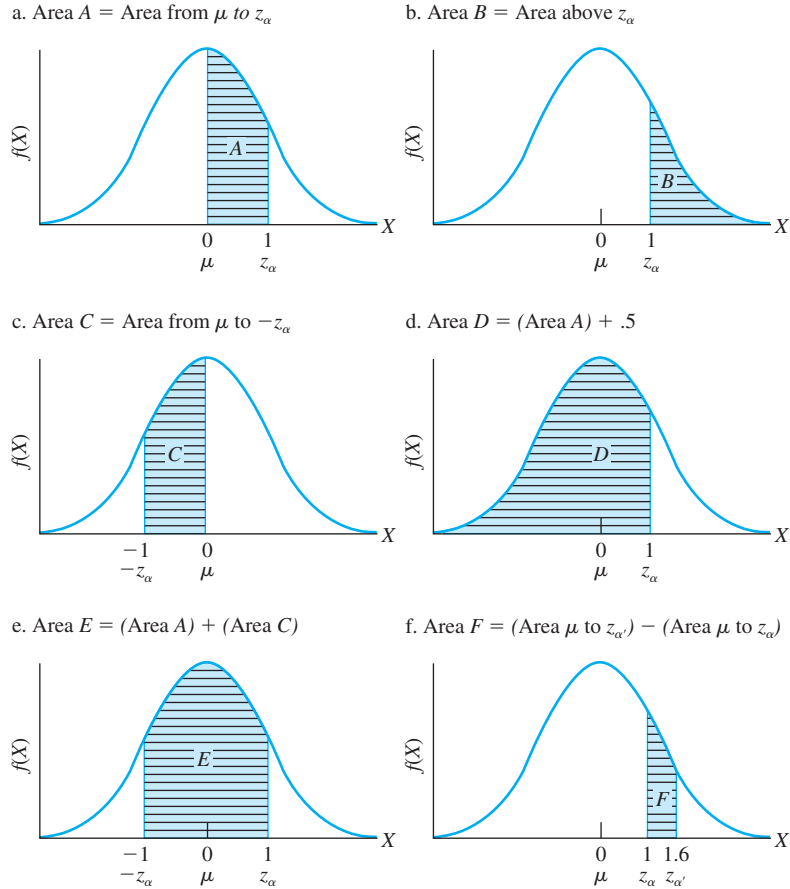 a. Area A = Area from μ to zα
b. Area B = Area above zα
f(X)
A
X
0
1
μ
zα
f(X)
B
X
0
1
μ
zα
c. Area C = Area from μ to −zα
d. Area D = (Area A) + .5
f(X)
C
X
−1
0
−zα
μ
f(X)
D
X
0
1
μ
zα
e. Area E = (Area A) + (Area C)
f. Area F = (Area μ to zα′) − (Area μ to zα)
f(X)
E
X
−1
0
1
−zα
μ
zα
f(X)
F
X
0
1
1.6
μ
zα
zα′